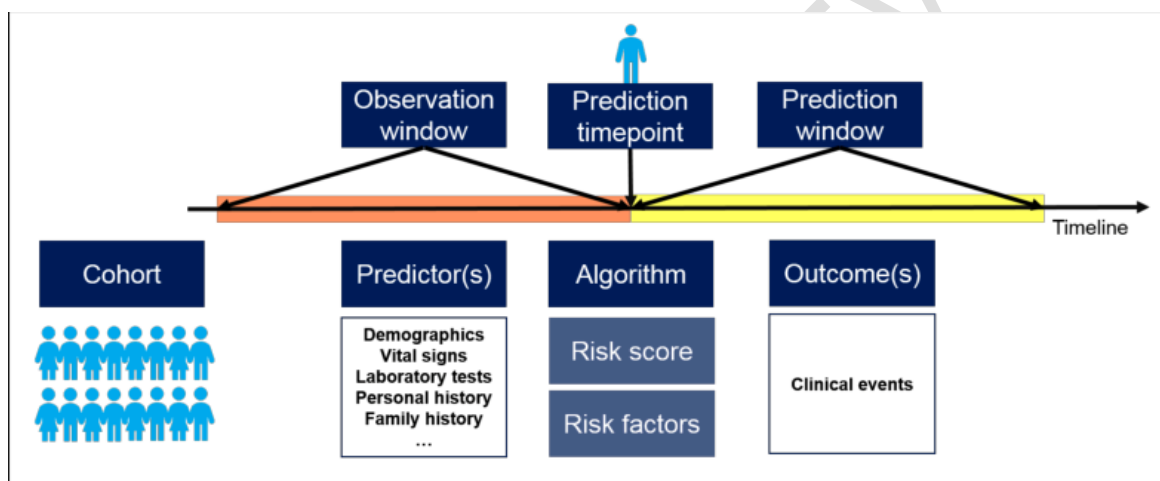 Observation
window
Prediction
timepoint
Prediction
window
Timeline
Cohort
Predictor(s)
Algorithm
Outcome(s)
Demographics
Vital signs
Laboratory tests
Personal history
Family history
...
Risk score
Risk factors
Clinical events